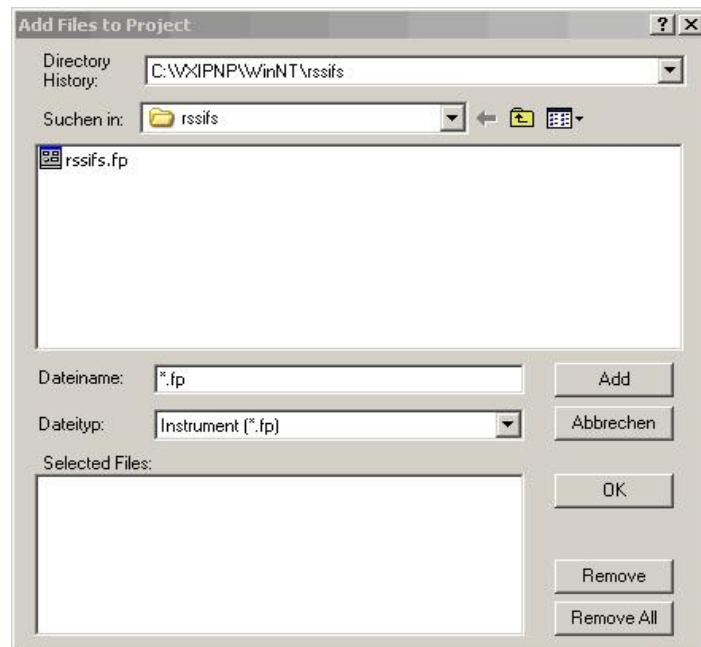 Add Files to Project
Directory History:
C:\VXIPNP\WinNT\rssifs
Suchen in:
rssifs
rssifs.fp
Dateiname:
*.fp
Add
Dateityp:
Instrument (*.fp)
Abbrechen
Selected Files:
OK
Remove
Remove All